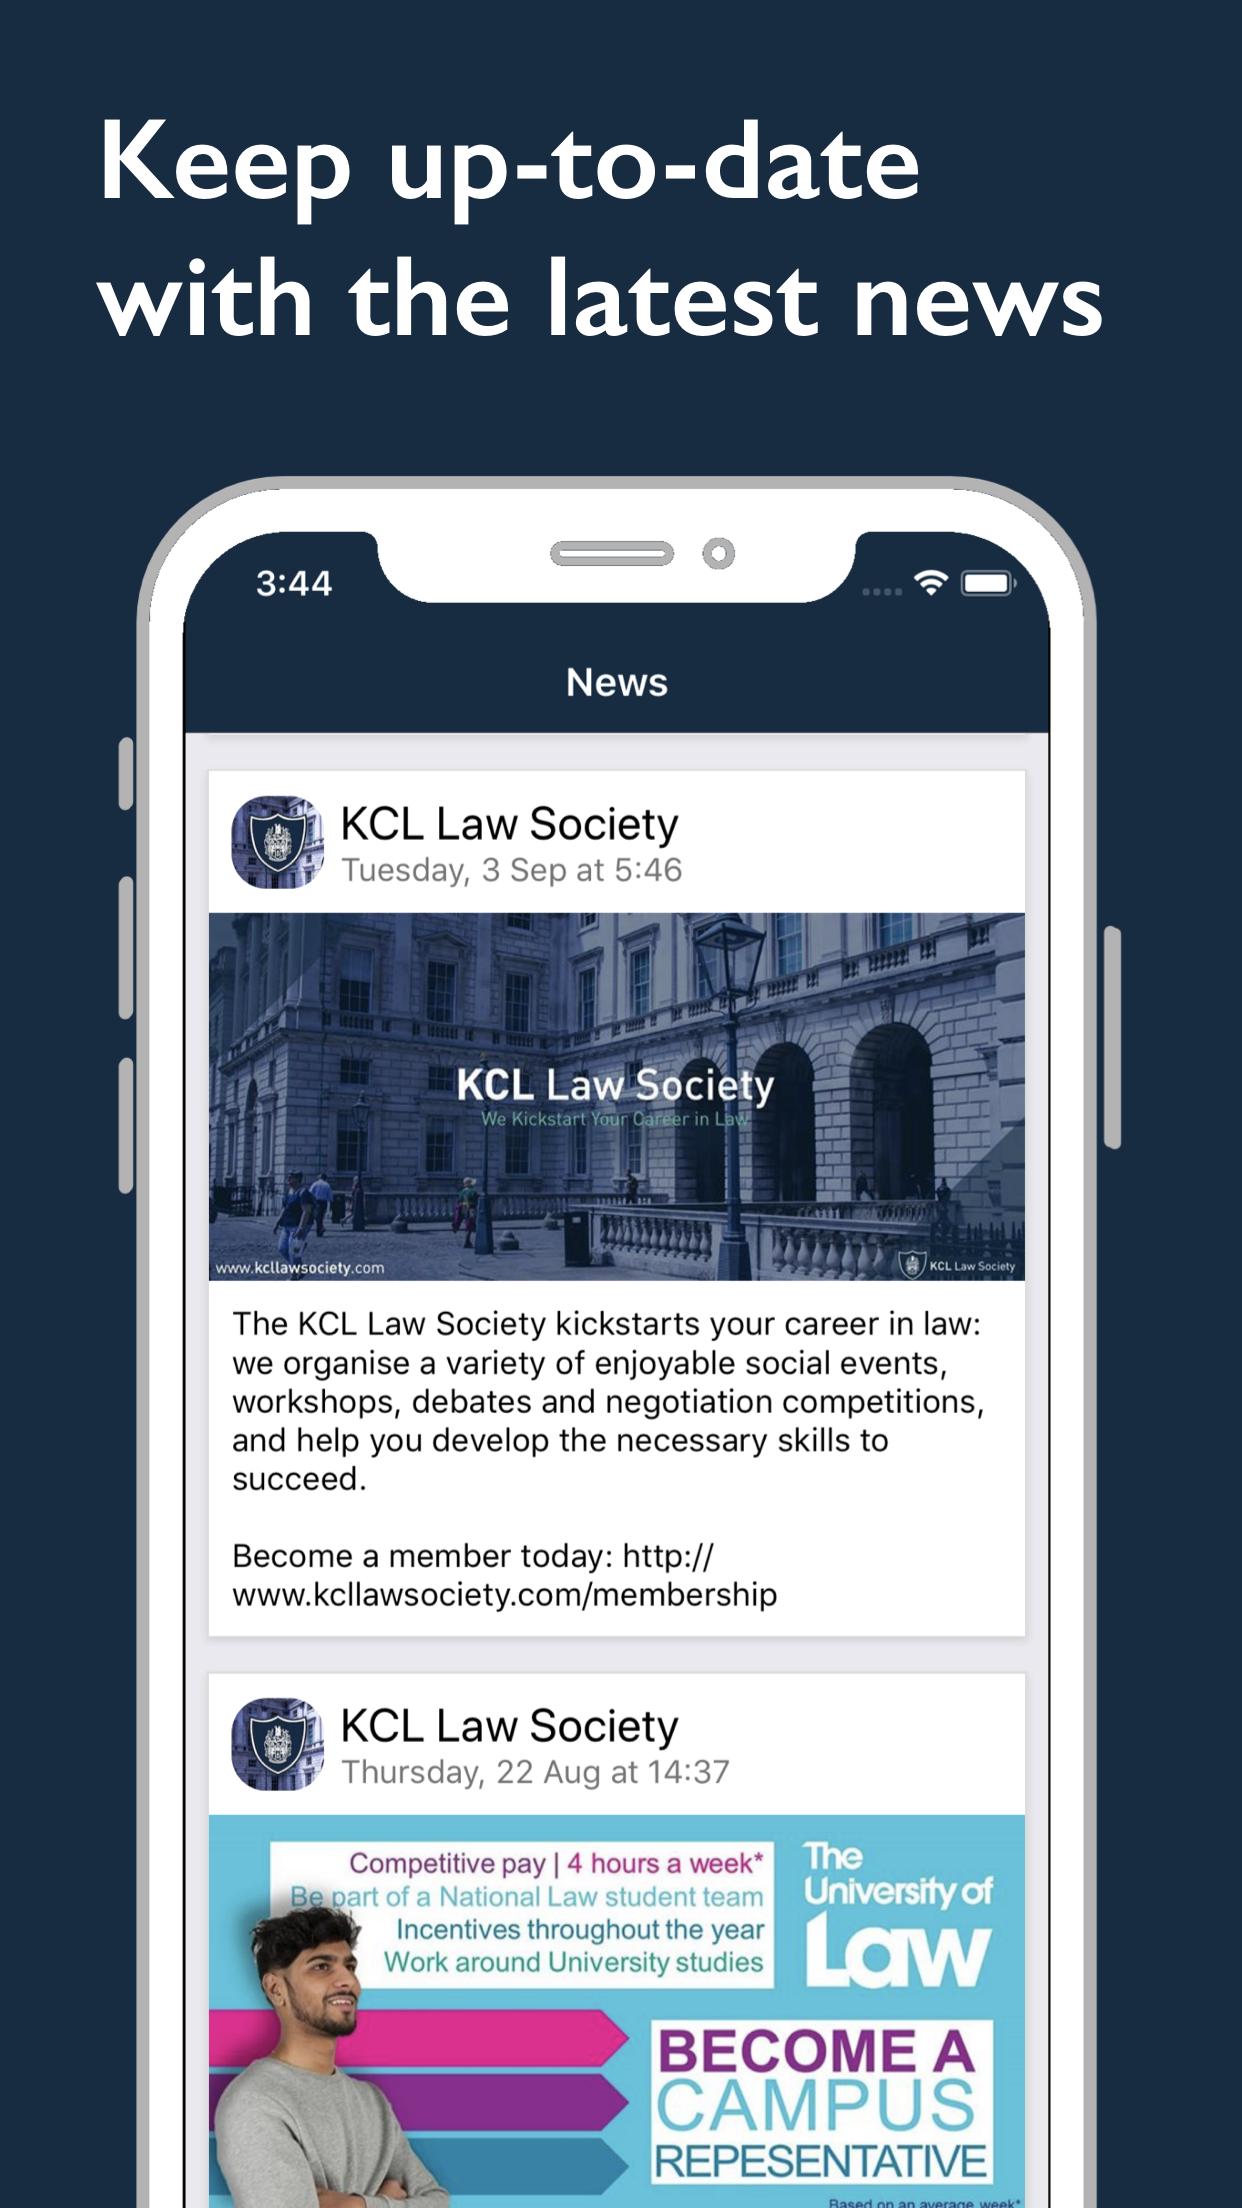 Keep up-to-date
with the latest news
3:44
News
KCL Law Society
Tuesday, 3 Sep at 5:46
KCL Law Society
We Kickstart Your Career in Law
www.kcllawsociety.com
KCL Law Society
The KCL Law Society kickstarts your career in law:
we organise a variety of enjoyable social events,
workshops, debates and negotiation competitions,
and help you develop the necessary skills to
succeed.
Become a member today: http://
www.kcllawsociety.com/membership
KCL Law Society
Thursday, 22 Aug at 14:37
Competitive pay | 4 hours a week*
Be part of a National Law student team
Incentives throughout the year
Work around University studies
The
University of
Law
BECOME A
CAMPUS
REPESENTATIVE
Based on an average week*